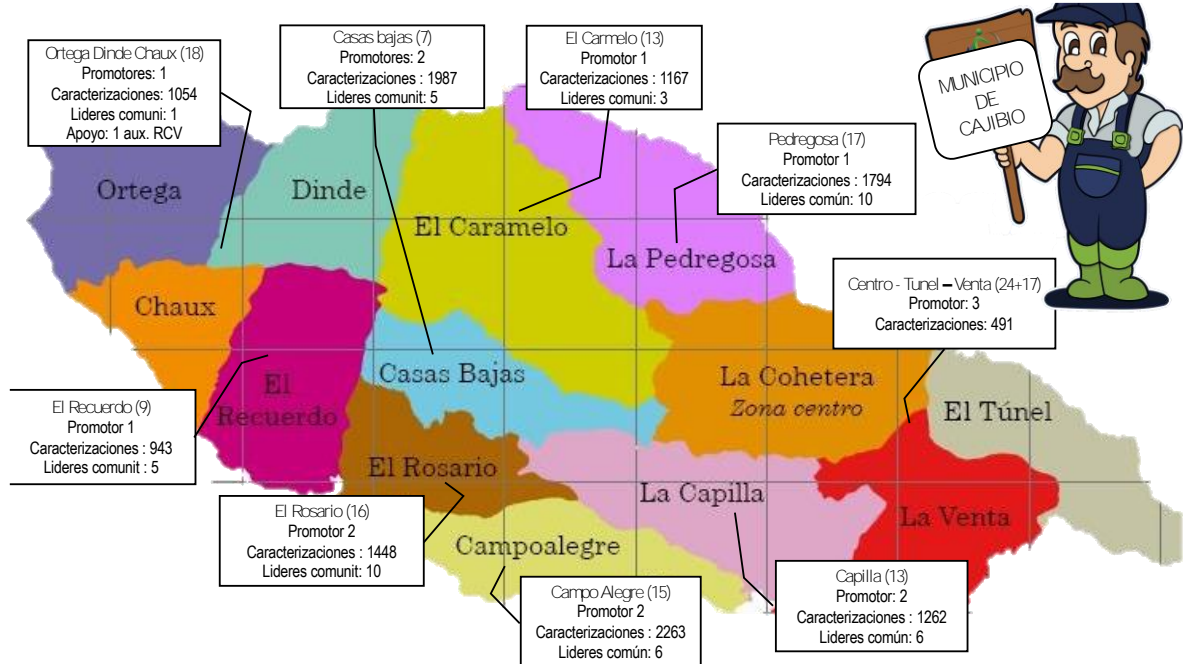 Ortega Dinde Chaux (18)
Promotores: 1
Caracterizaciones: 1054
Lideres comuni: 1
Apoyo: 1 aux. RCV
Casas bajas (7)
Promotores: 2
Caracterizaciones : 1987
Lideres comunit: 5
El Carmelo (13)
Promotor 1
Caracterizaciones : 1167
Lideres comuni: 3
MUNICIPIO
DE
CAJIBIO
Pedregosa (17)
Promotor 1
Caracterizaciones : 1794
Lideres común: 10
Ortega
Dinde
El Caramelo
La Pedregosa
Centro - Tunel – Venta (24+17)
Promotor: 3
Caracterizaciones: 491
Chaux
El
Recuerdo
Casas Bajas
La Cohetera
Zona centro
El Túnel
El Recuerdo (9)
Promotor 1
Caracterizaciones : 943
Lideres comunit : 5
El Rosario
La Capilla
La Venta
El Rosario (16)
Promotor 2
Caracterizaciones : 1448
Lideres comunit: 10
Campoalegre
Campo Alegre (15)
Promotor 2
Caracterizaciones : 2263
Lideres común: 6
Capilla (13)
Promotor: 2
Caracterizaciones : 1262
Lideres común: 6